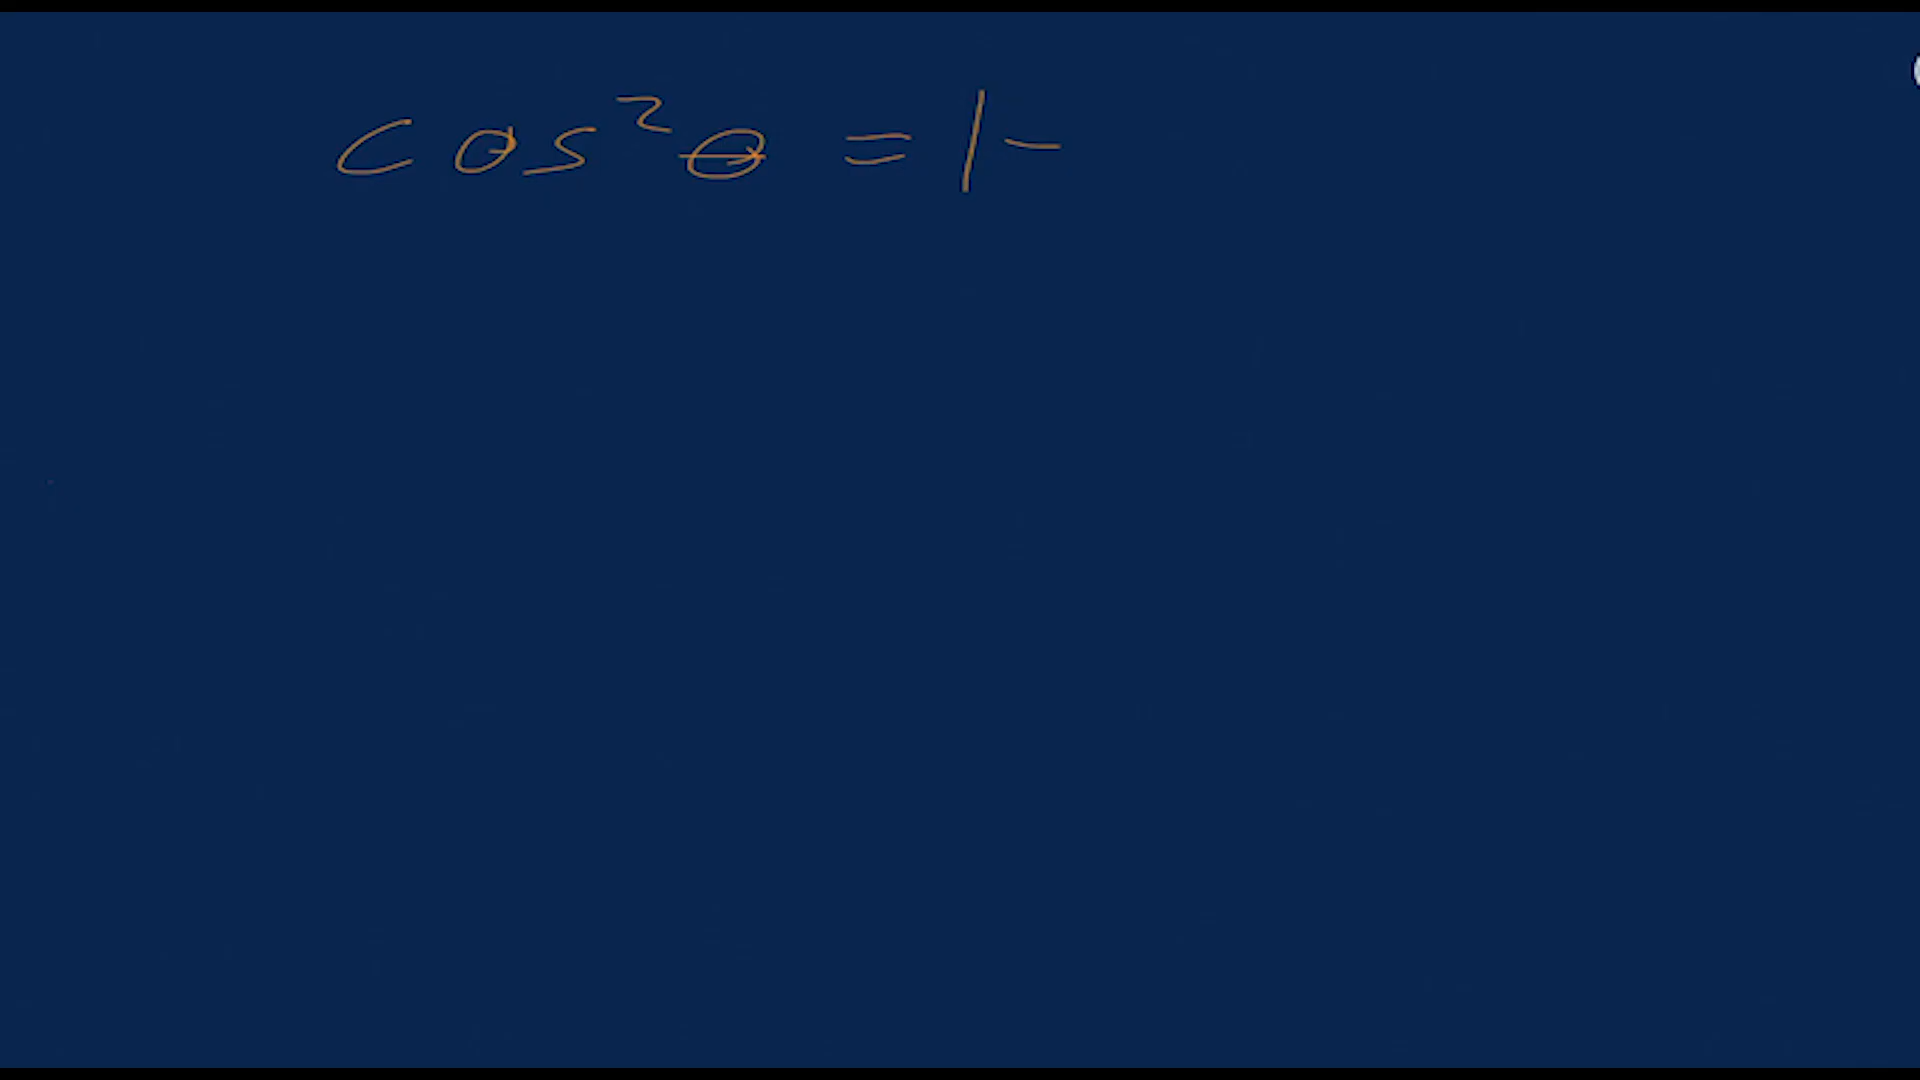 cos²θ = 1 -